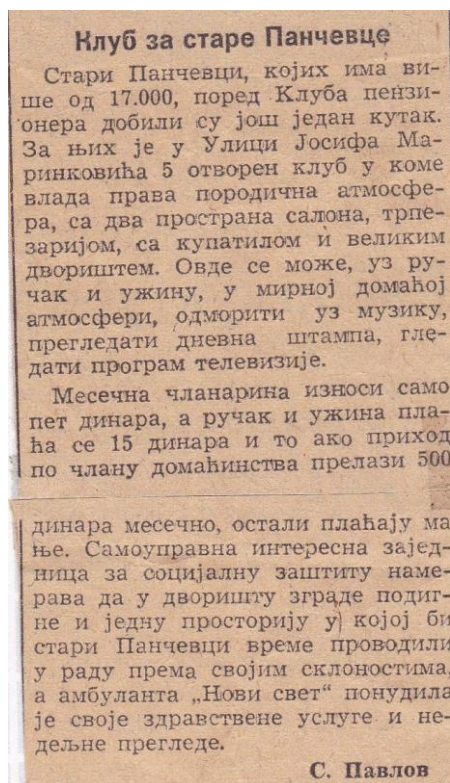 Клуб за старе Панчевце
Стари Панчевци, којих има ви-
ше од 17.000, поред Клуба пензи-
онера добили су још један кутак.
За њих је у Улици Јосифа Ма-
ринковића 5 отворен клуб у коме
влада права породична атмосфе-
ра, са два пространа салона, трпе-
заријом, са купатилом и великим
двориштем. Овде се може, уз ру-
чак и ужину, у мирној домаћој
атмосфери, одморити уз музику,
прегледати дневна штампа, гле-
дати програм телевизије.
Месечна чланарина износи само
пет динара, а ручак и ужина пла-
ћа се 15 динара и то ако приход
по члану домаћинства прелази 500
динара месечно, остали плаћају ма
ње. Самоуправна интересна зајед-
ница за социјалну заштиту наме-
рава да у дворишту зграде подиг-
не и једну просторију у којој би
стари Панчевци време проводили
у раду према својим склоностима,
а амбуланта „Нови свет“ понудила
је своје здравствене услуге и не-
дељне прегледе.
С. Павлов